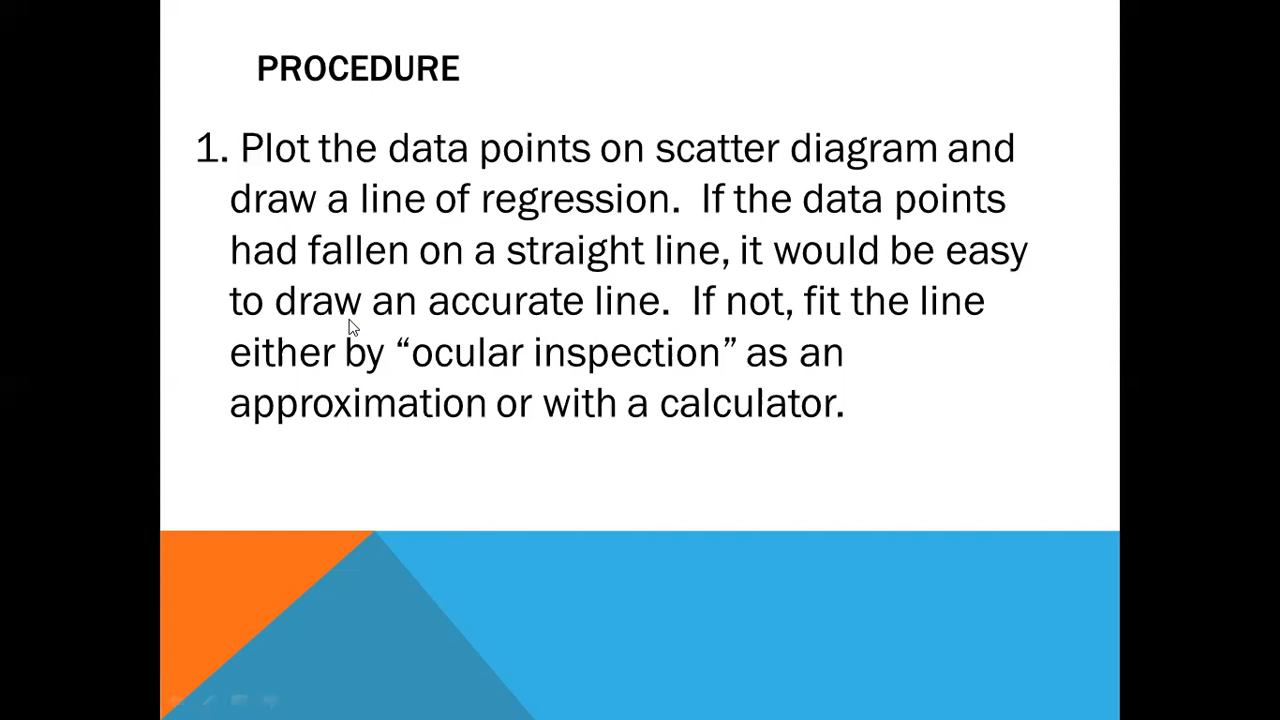 PROCEDURE
1. Plot the data points on scatter diagram and
draw a line of regression.  If the data points
had fallen on a straight line, it would be easy
to draw an accurate line.  If not, fit the line
either by “ocular inspection” as an
approximation or with a calculator.